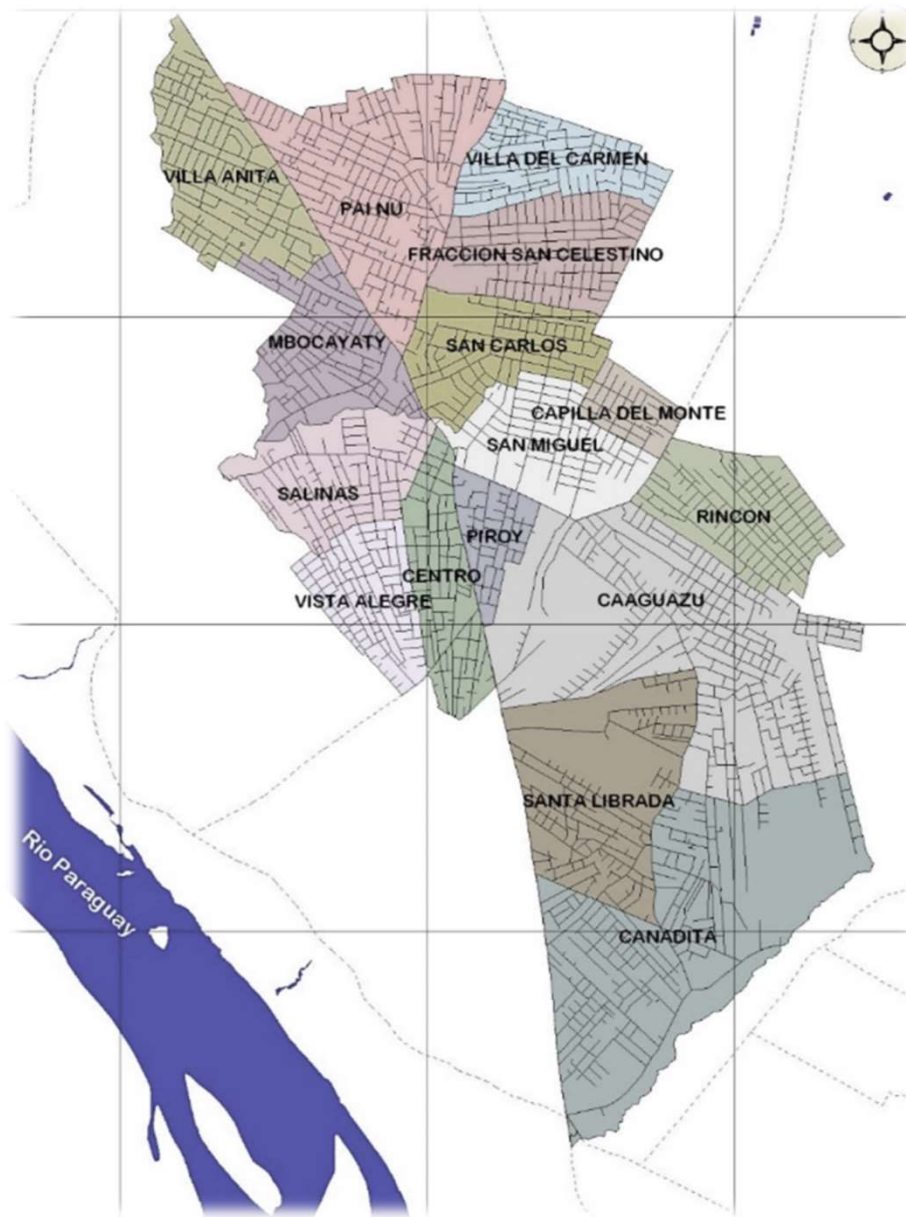 VILLA DEL CARMEN
VILLA ANITA
PAI NU
FRACCION SAN CELESTINO
MBOCAYATY
SAN CARLOS
CAPILLA DEL MONTE
SAN MIGUEL
SALINAS
RINCON
PIROY
CENTRO
VISTA ALEGRE
CAAGUAZU
SANTA LIBRADA
Rio Paraguay
CANADITA